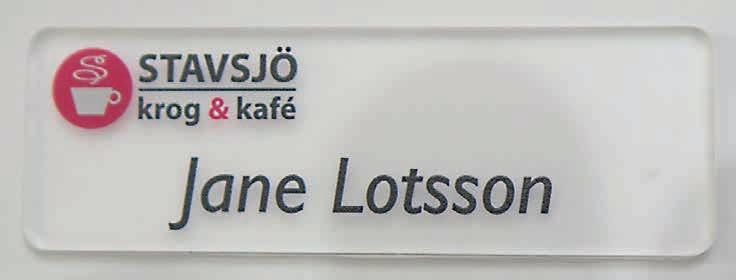 STAVSJÖ
krog & kafé
Jane Lotsson